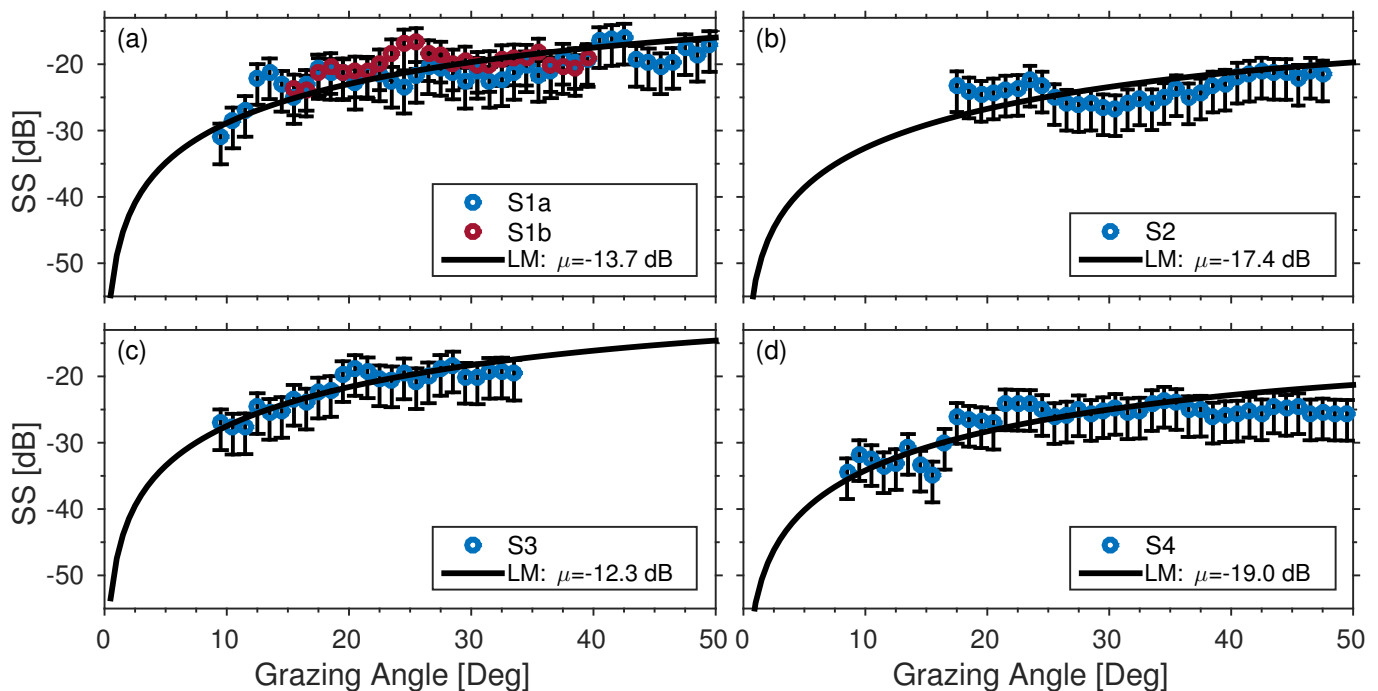 (a)
SS [dB]
-20
-30
-40
-50
S1a
S1b
LM: μ=-13.7 dB
(b)
S2
LM: μ=-17.4 dB
(c)
SS [dB]
-20
-30
-40
-50
S3
LM: μ=-12.3 dB
0 10 20 30 40 50
Grazing Angle [Deg]
(d)
S4
LM: μ=-19.0 dB
0 10 20 30 40 50
Grazing Angle [Deg]